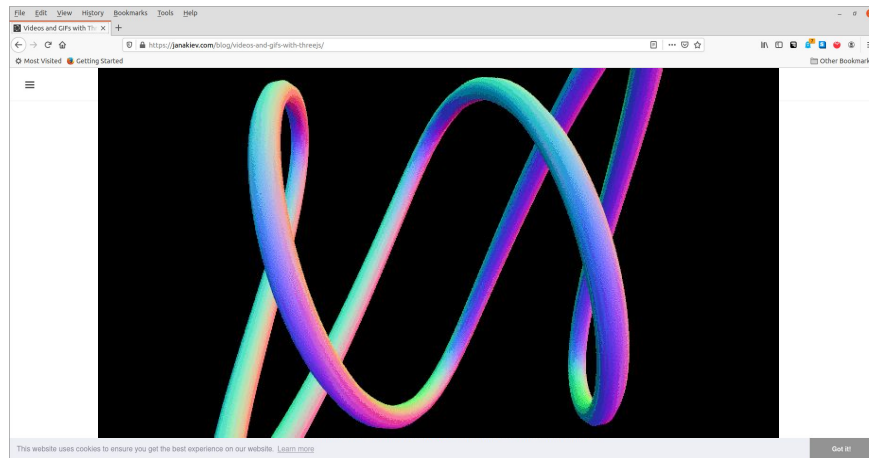 File Edit View History Bookmarks Tools Help
Videos and GIFs with Thr
https://janakiev.com/blog/videos-and-gifs-with-threejs/
Most Visited Getting Started Other Bookmark
This website uses cookies to ensure you get the best experience on our website. Learn more Got it!